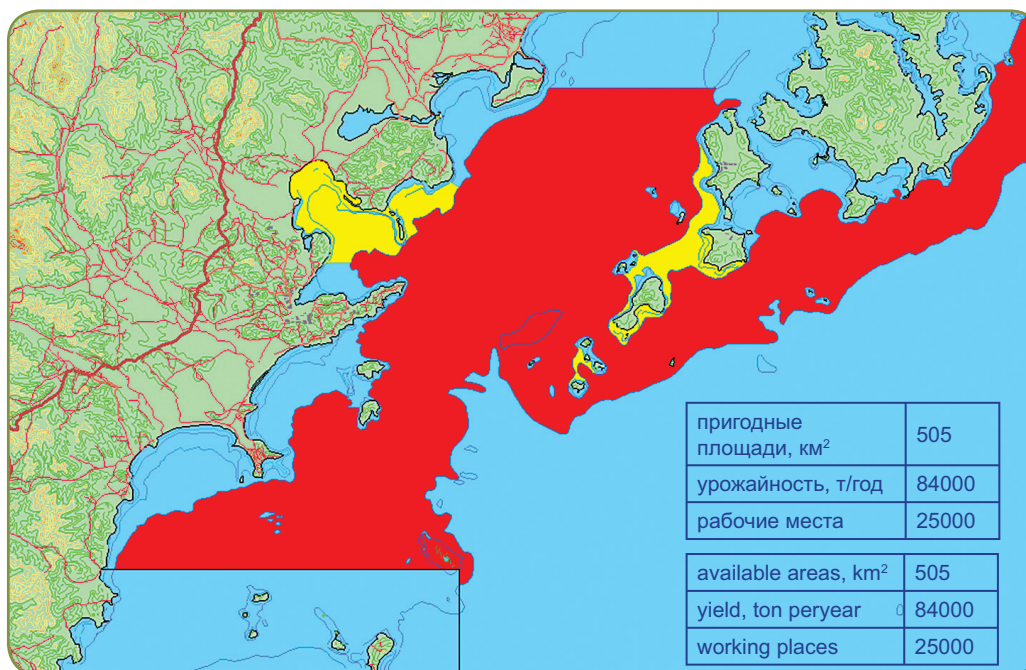 пригодные
площади, км² 505
урожайность, т/год 84000
рабочие места 25000
available areas, km² 505
yield, ton peryear 84000
working places 25000